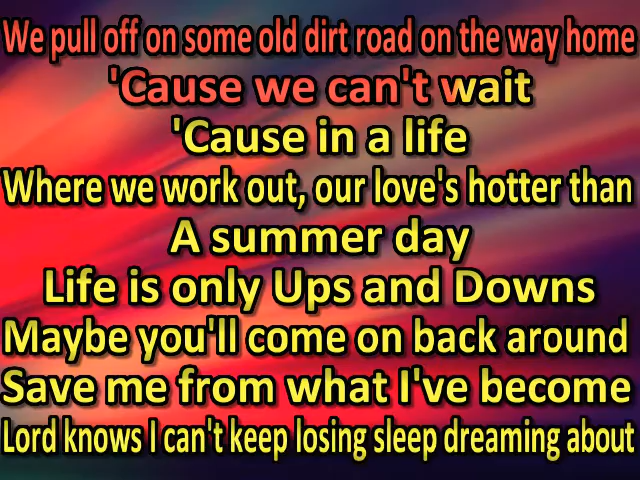 We pull off on some old dirt road on the way home
'Cause we can't wait
'Cause in a life
Where we work out, our love's hotter than
A summer day
Life is only Ups and Downs
Maybe you'll come on back around
Save me from what I've become
Lord knows I can't keep losing sleep dreaming about